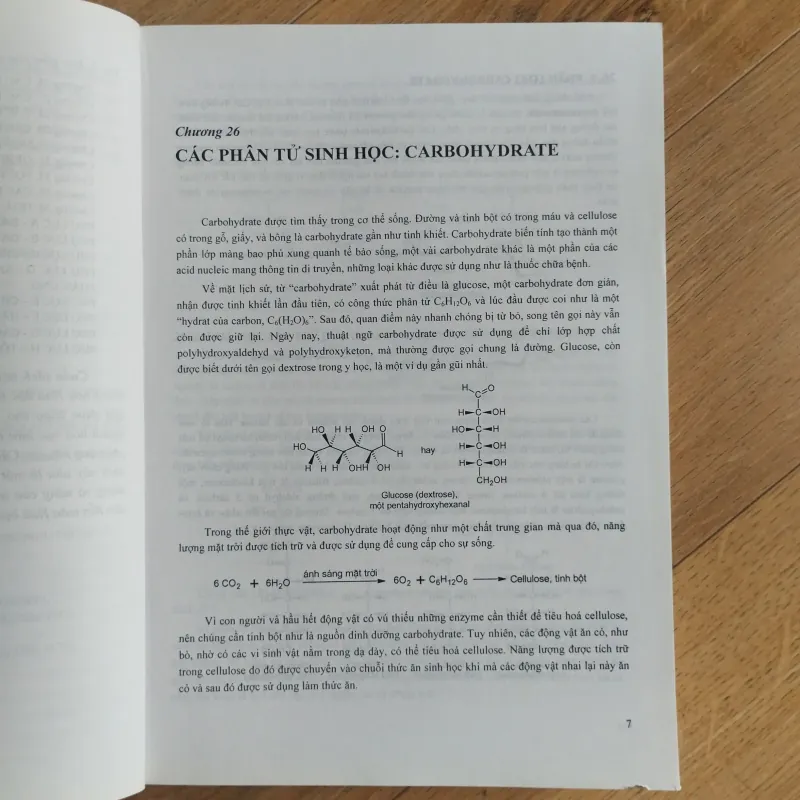 Chương 26
CÁC PHÂN TỬ SINH HỌC: CARBOHYDRATE
Carbohydrate được tìm thấy trong cơ thể sống. Đường và tinh bột có trong máu và cellulose
có trong gỗ, giấy, và bông là carbohydrate gần như tinh khiết. Carbohydrate biến tính tạo thành một
phần lớp màng bao phủ xung quanh tế bào sống, một vài carbohydrate khác là một phần của các
acid nucleic mang thông tin di truyền, những loại khác được sử dụng như là thuốc chữa bệnh.
Về mặt lịch sử, từ “carbohydrate” xuất phát từ điều là glucose, một carbohydrate đơn giản,
nhận được tinh khiết lần đầu tiên, có công thức phân tử C₆H₁₂O₆ và lúc đầu được coi như là một
“hydrat của carbon, C₆(H₂O)₆”. Sau đó, quan điểm này nhanh chóng bị từ bỏ, song tên gọi này vẫn
còn được giữ lại. Ngày nay, thuật ngữ carbohydrate được sử dụng để chỉ lớp hợp chất
polyhydroxyaldehyd và polyhydroxyketon, mà thường được gọi chung là đường. Glucose, còn
được biết dưới tên gọi dextrose trong y học, là một ví dụ gần gũi nhất.
HO H H OH O
HO H
H H H OHH OH
hay
H C O
H C OH
HO C H
H C OH
H C OH
CH₂OH
Glucose (dextrose),
một pentahydroxyhexanal
Trong thế giới thực vật, carbohydrate hoạt động như một chất trung gian mà qua đó, năng
lượng mặt trời được tích trữ và được sử dụng để cung cấp cho sự sống.
6 CO₂ + 6H₂O ánh sáng mặt trời → 6O₂ + C₆H₁₂O₆ → Cellulose, tinh bột
Vì con người và hầu hết động vật có vú thiếu những enzyme cần thiết để tiêu hoá cellulose,
nên chúng cần tinh bột như là nguồn dinh dưỡng carbohydrate. Tuy nhiên, các động vật ăn cỏ, như
bò, nhờ có các vi sinh vật nằm trong dạ dày, có thể tiêu hoá cellulose. Năng lượng được tích trữ
trong cellulose do đó được chuyển vào chuỗi thức ăn sinh học khi mà các động vật nhai lại này ăn
cỏ và sau đó được sử dụng làm thức ăn.
7